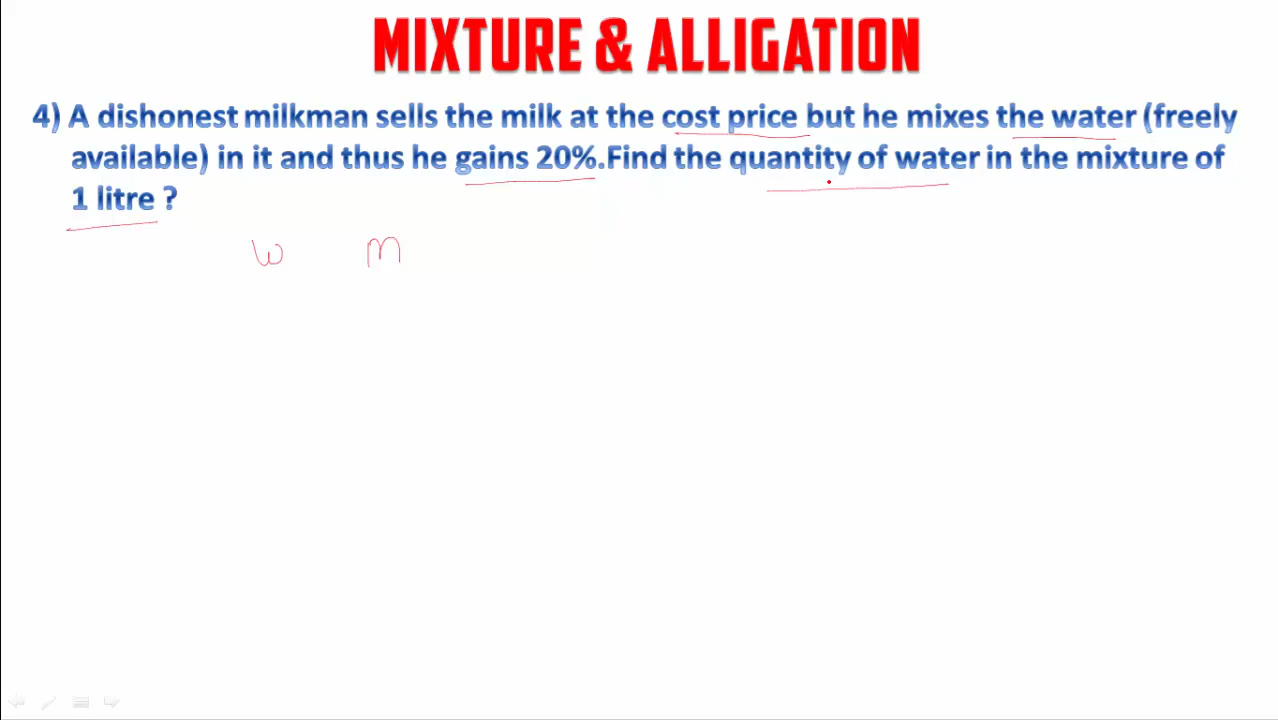 MIXTURE & ALLIGATION
4) A dishonest milkman sells the milk at the cost price but he mixes the water (freely
available) in it and thus he gains 20%.Find the quantity of water in the mixture of
1 litre ?
W M